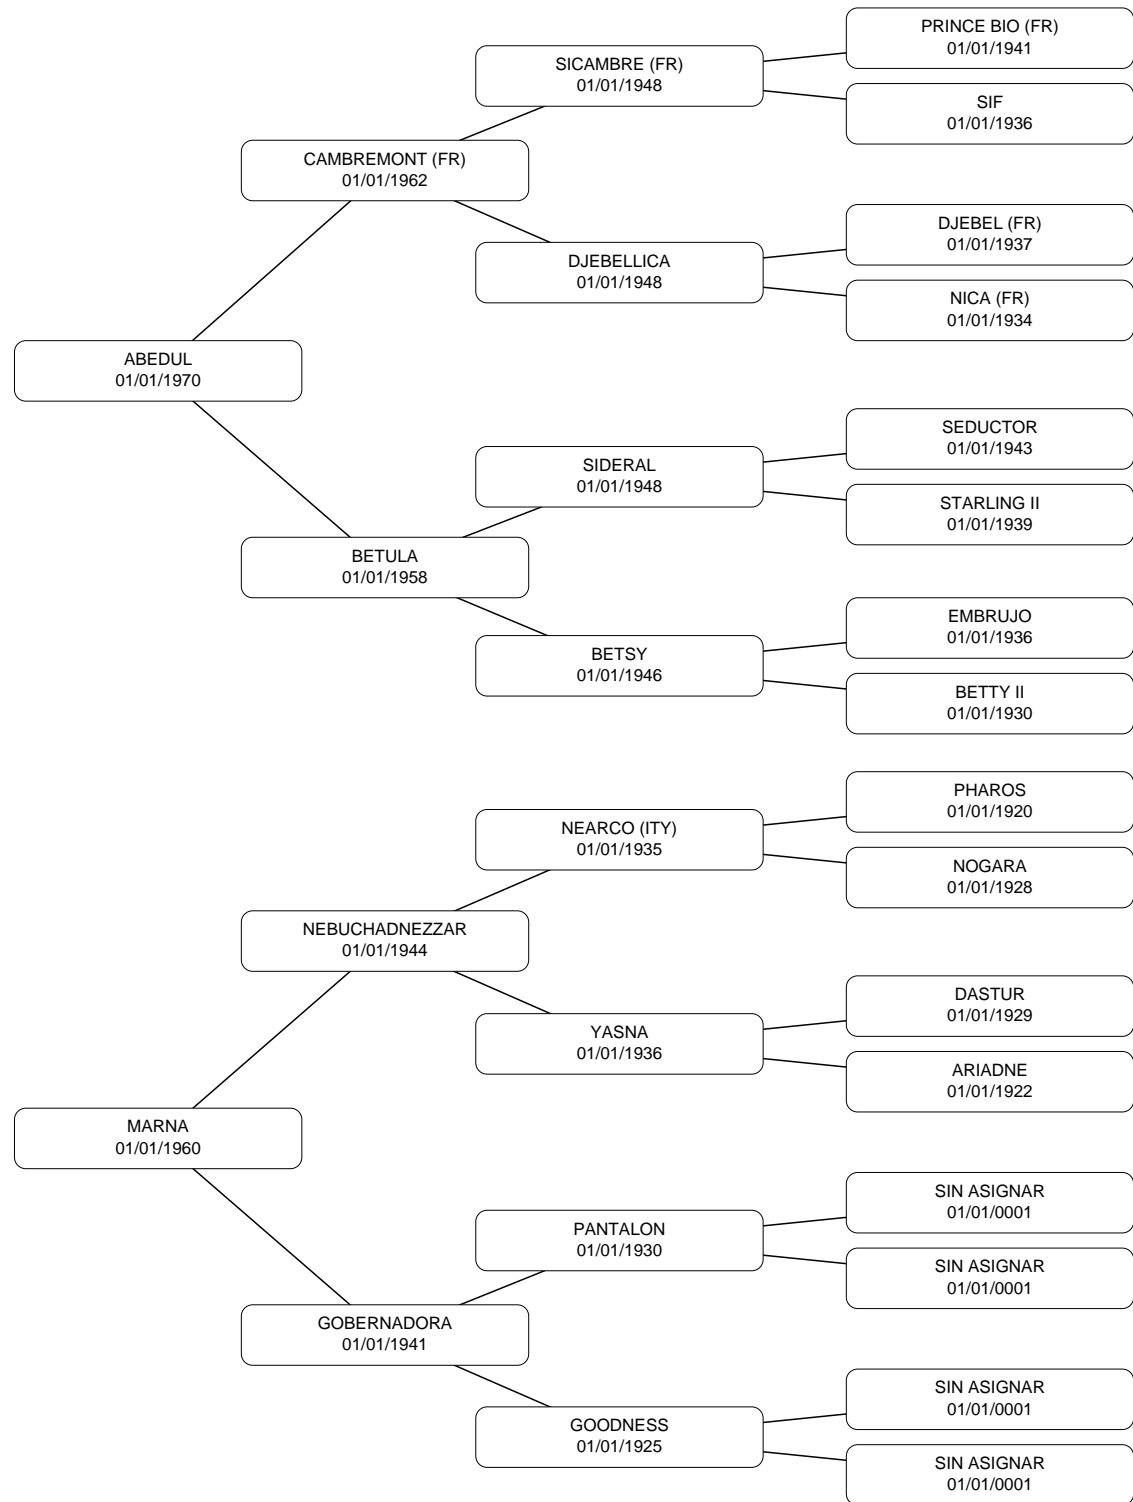 PRINCE BIO (FR)
01/01/1941
SICAMBRE (FR)
01/01/1948
SIF
01/01/1936
CAMBREMONT (FR)
01/01/1962
DJEBEL (FR)
01/01/1937
DJEBELLICA
01/01/1948
NICA (FR)
01/01/1934
ABEDUL
01/01/1970
SEDUCTOR
01/01/1943
SIDERAL
01/01/1948
STARLING II
01/01/1939
BETULA
01/01/1958
EMBRUJO
01/01/1936
BETSY
01/01/1946
BETTY II
01/01/1930
PHAROS
01/01/1920
NEARCO (ITY)
01/01/1935
NOGARA
01/01/1928
NEBUCHADNEZZAR
01/01/1944
DASTUR
01/01/1929
YASNA
01/01/1936
ARIADNE
01/01/1922
MARNA
01/01/1960
SIN ASIGNAR
01/01/0001
PANTALON
01/01/1930
SIN ASIGNAR
01/01/0001
GOBERNADORA
01/01/1941
SIN ASIGNAR
01/01/0001
GOODNESS
01/01/1925
SIN ASIGNAR
01/01/0001